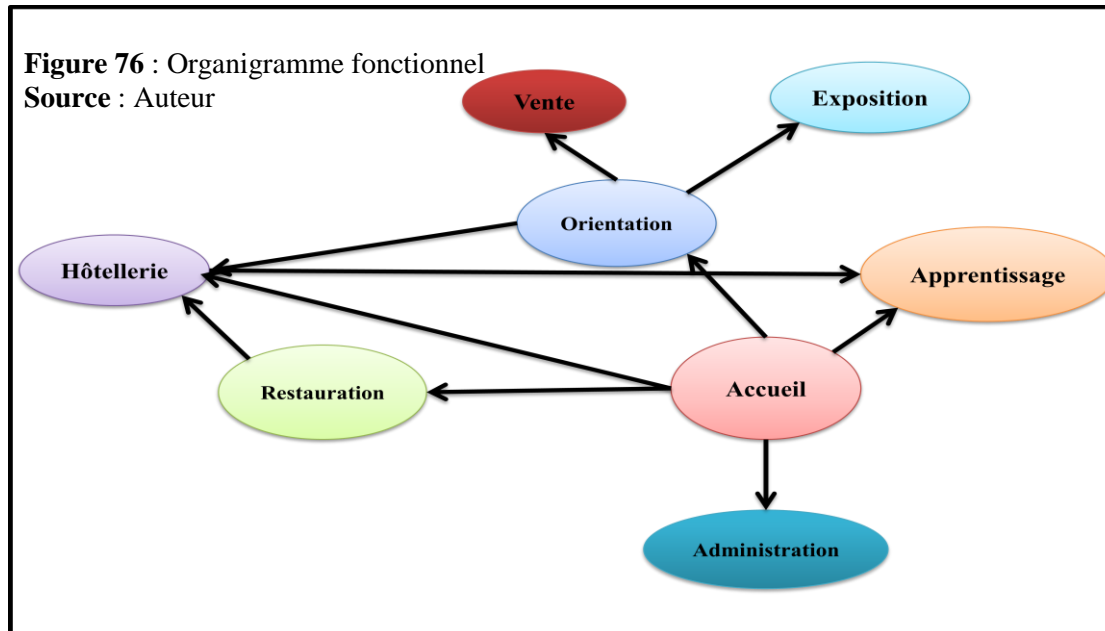 Figure 76 : Organigramme fonctionnel
Source : Auteur
Vente
Exposition
Orientation
Hôtellerie
Apprentissage
Restauration
Accueil
Administration